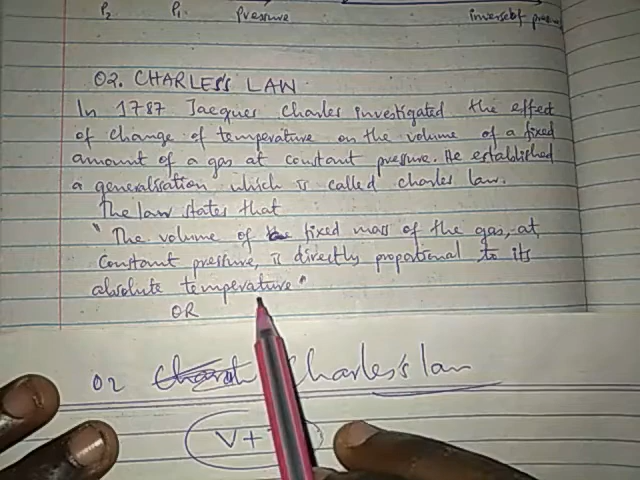 P2 P1 pressure inverse of
02. CHARLES'S LAW
In 1787 Jacques Charles investigated the effect
of change of temperature on the volume of a fixed
amount of a gas at constant pressure. He established
a generalisation which is called charles law.
The law states that
"The volume of fixed mass of the gas, at
constant pressure, is directly proportional to its
absolute temperature"
OR
02 Charles's law
V+